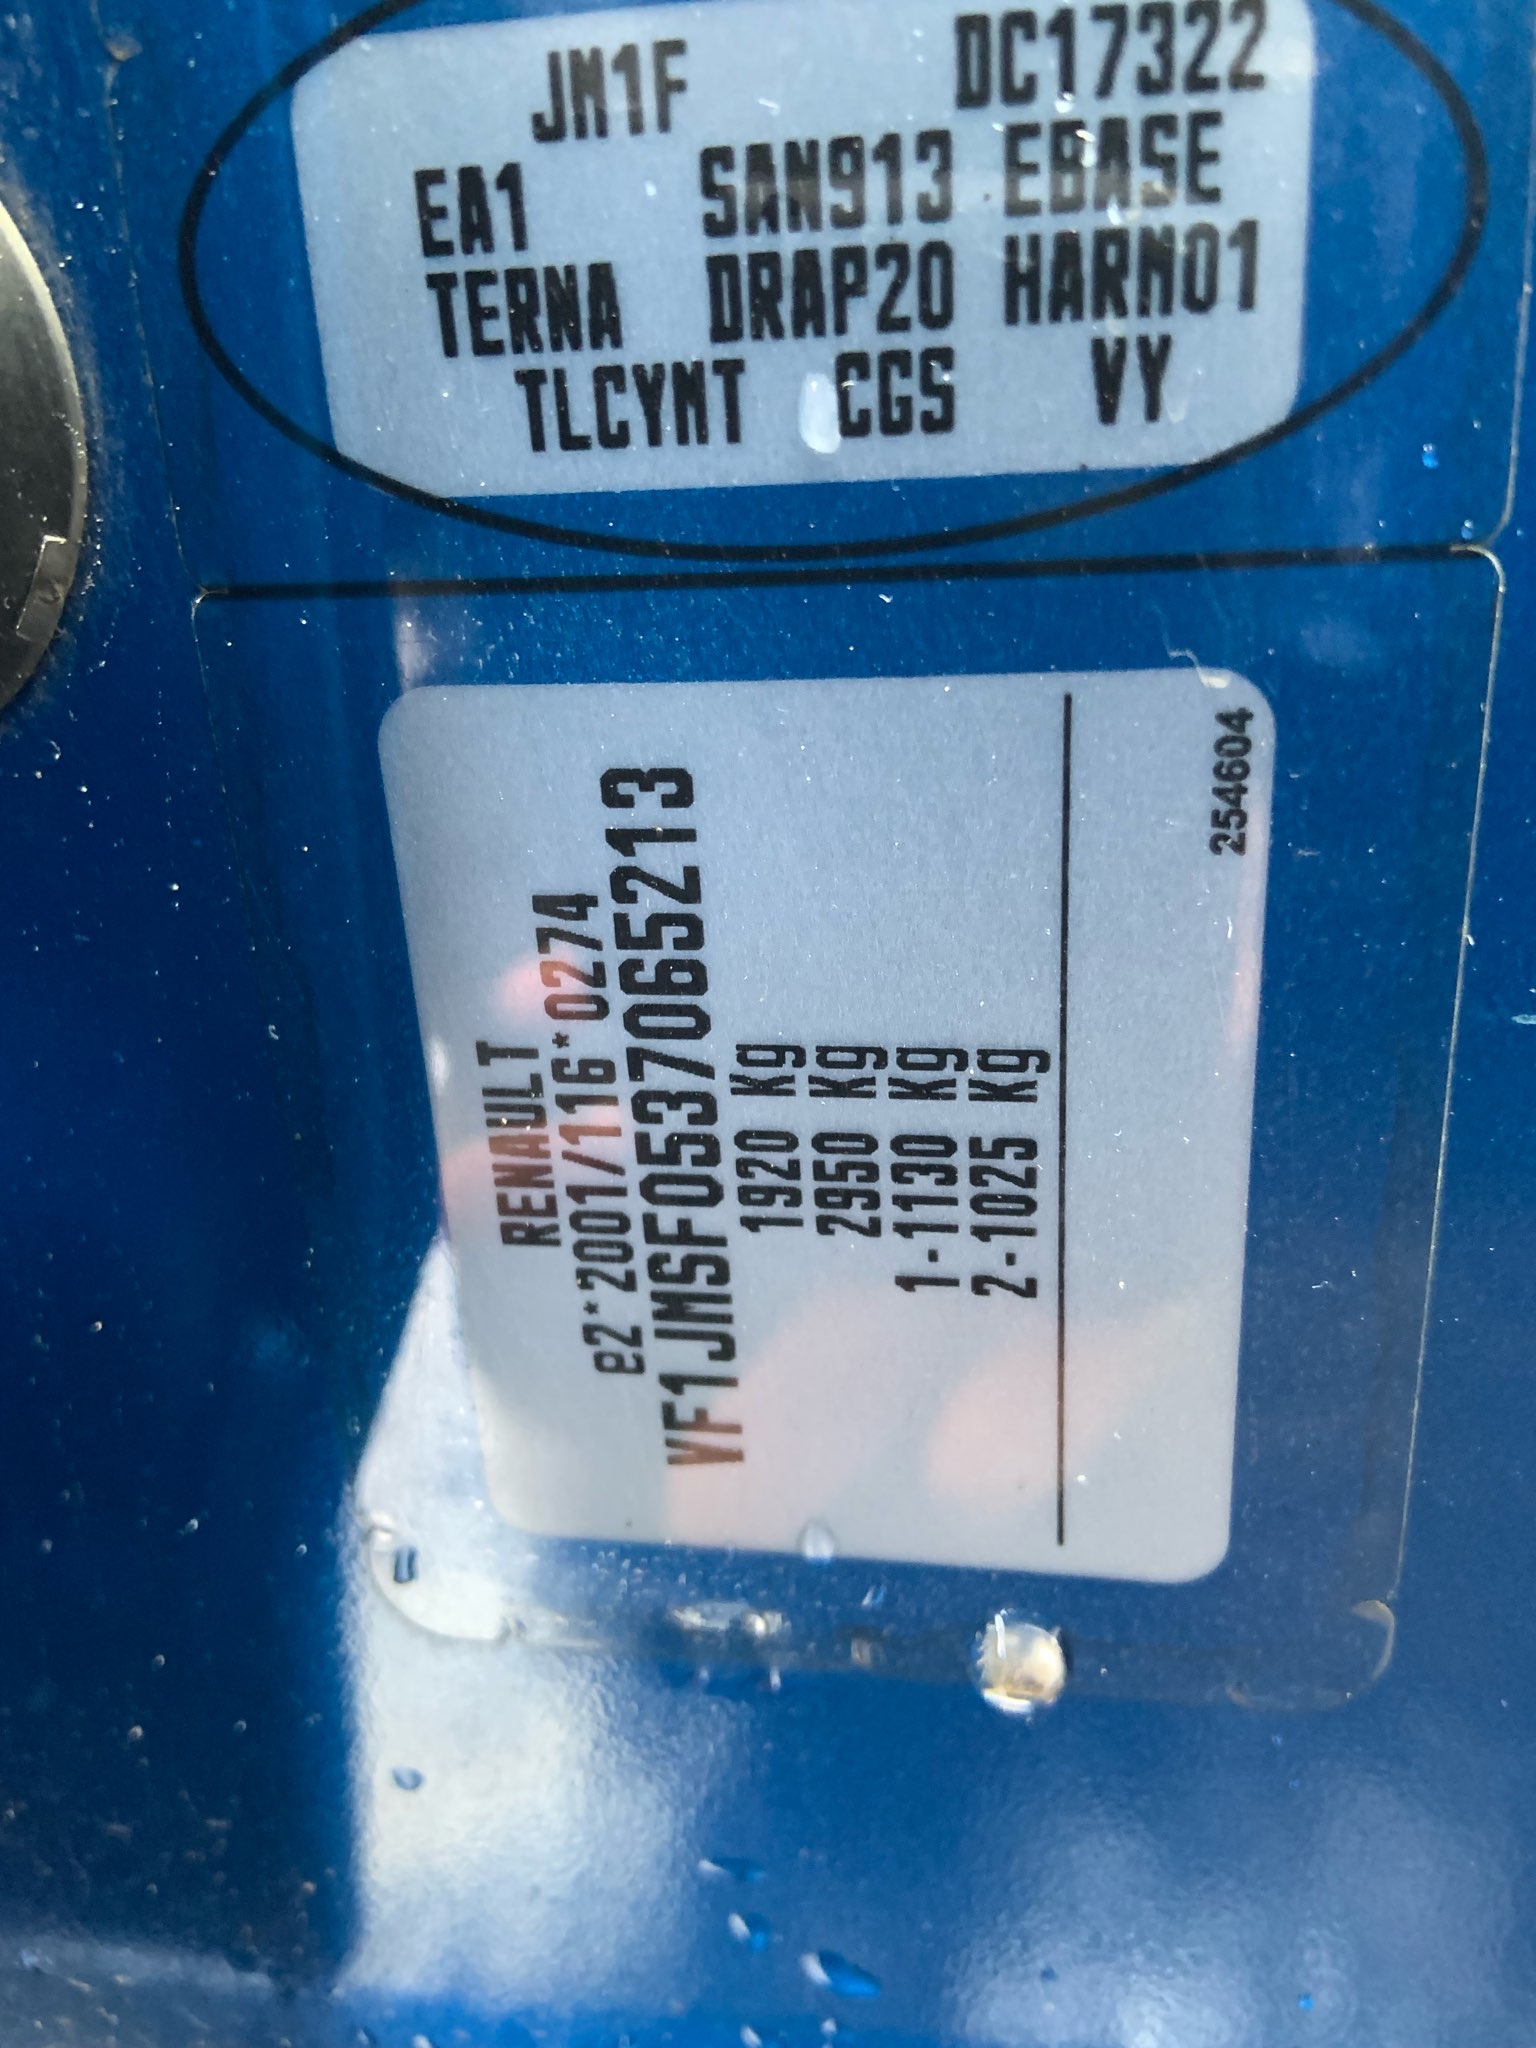 JM1F DC17322
EA1 SAN913 EBASE
TERNA DRAP20 HARM01
TLCYMT CGS VY
RENAULT
e2*2001/116*0274
VF1JMSF0537065213
1920 Kg
2950 Kg
1-1130 Kg
2-1025 Kg
254604